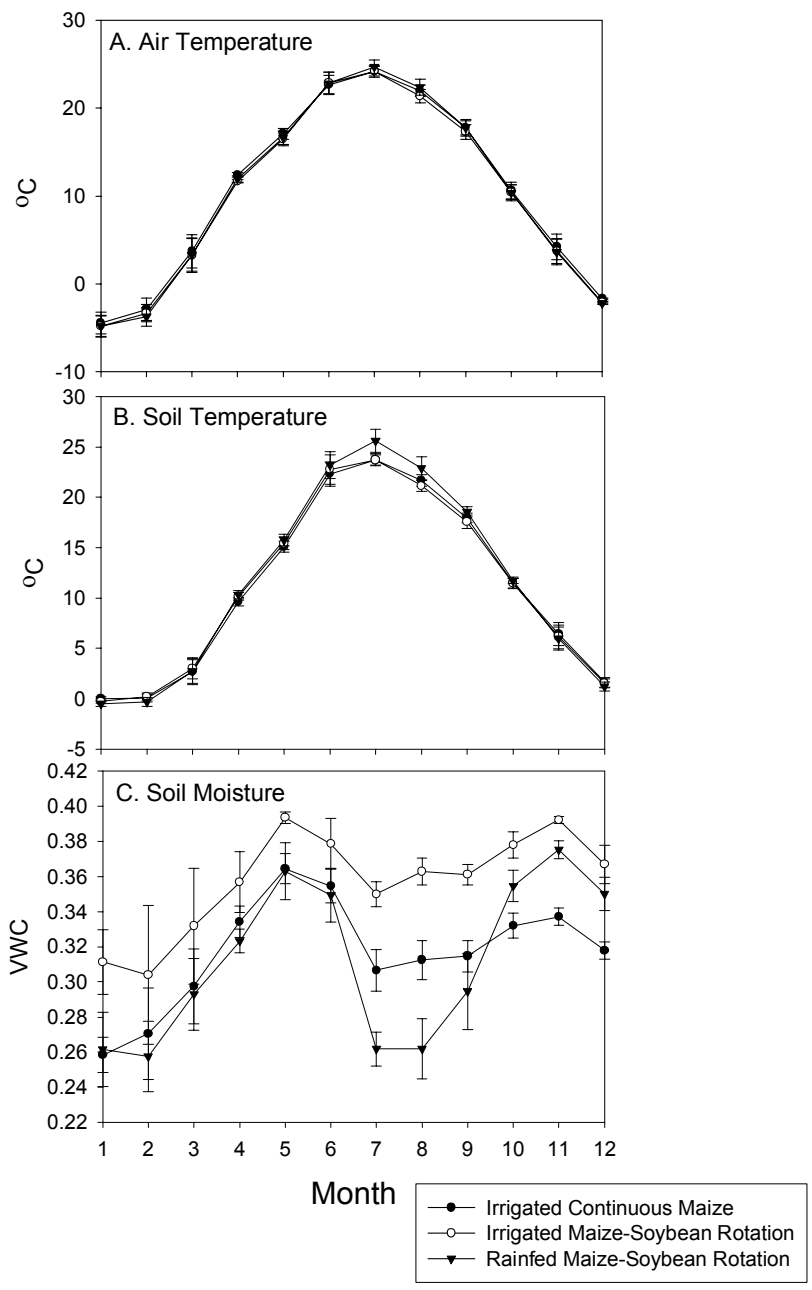 A. Air Temperature
30
20
10
0
-10
oC
B. Soil Temperature
30
25
20
15
10
5
0
-5
oC
C. Soil Moisture
0.42
0.40
0.38
0.36
0.34
0.32
0.30
0.28
0.26
0.24
0.22
VWC
1 2 3 4 5 6 7 8 9 10 11 12
Month
Irrigated Continuous Maize
Irrigated Maize-Soybean Rotation
Rainfed Maize-Soybean Rotation